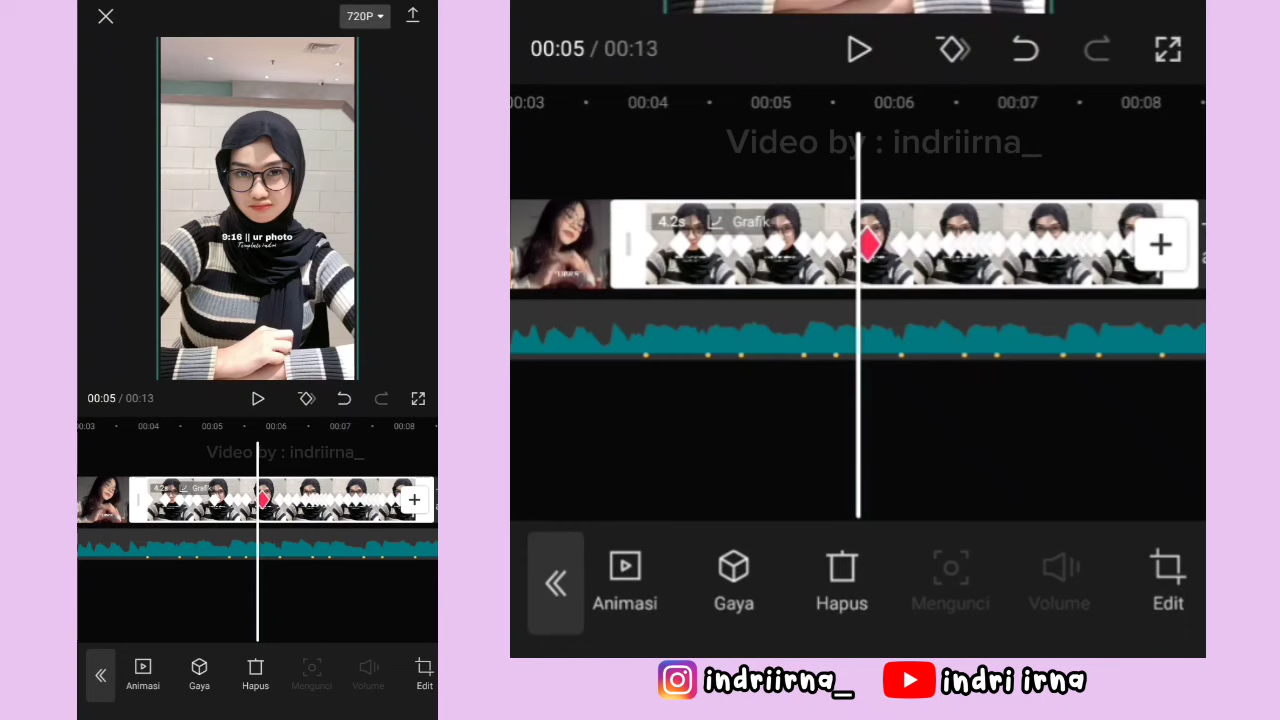 720P
9:16 || ur photo
Template indri
00:05 / 00:13
00:04 00:05 00:06 00:07 00:08
Video by : indriirna_
4.2s Grafik
Animasi Gaya Hapus Mengunci Volume Edit
00:05 / 00:13
00:03 00:04 00:05 00:06 00:07 00:08
Video by : indriirna_
4.2s Grafik
Animasi Gaya Hapus Mengunci Volume Edit
indriirna_ indri irna